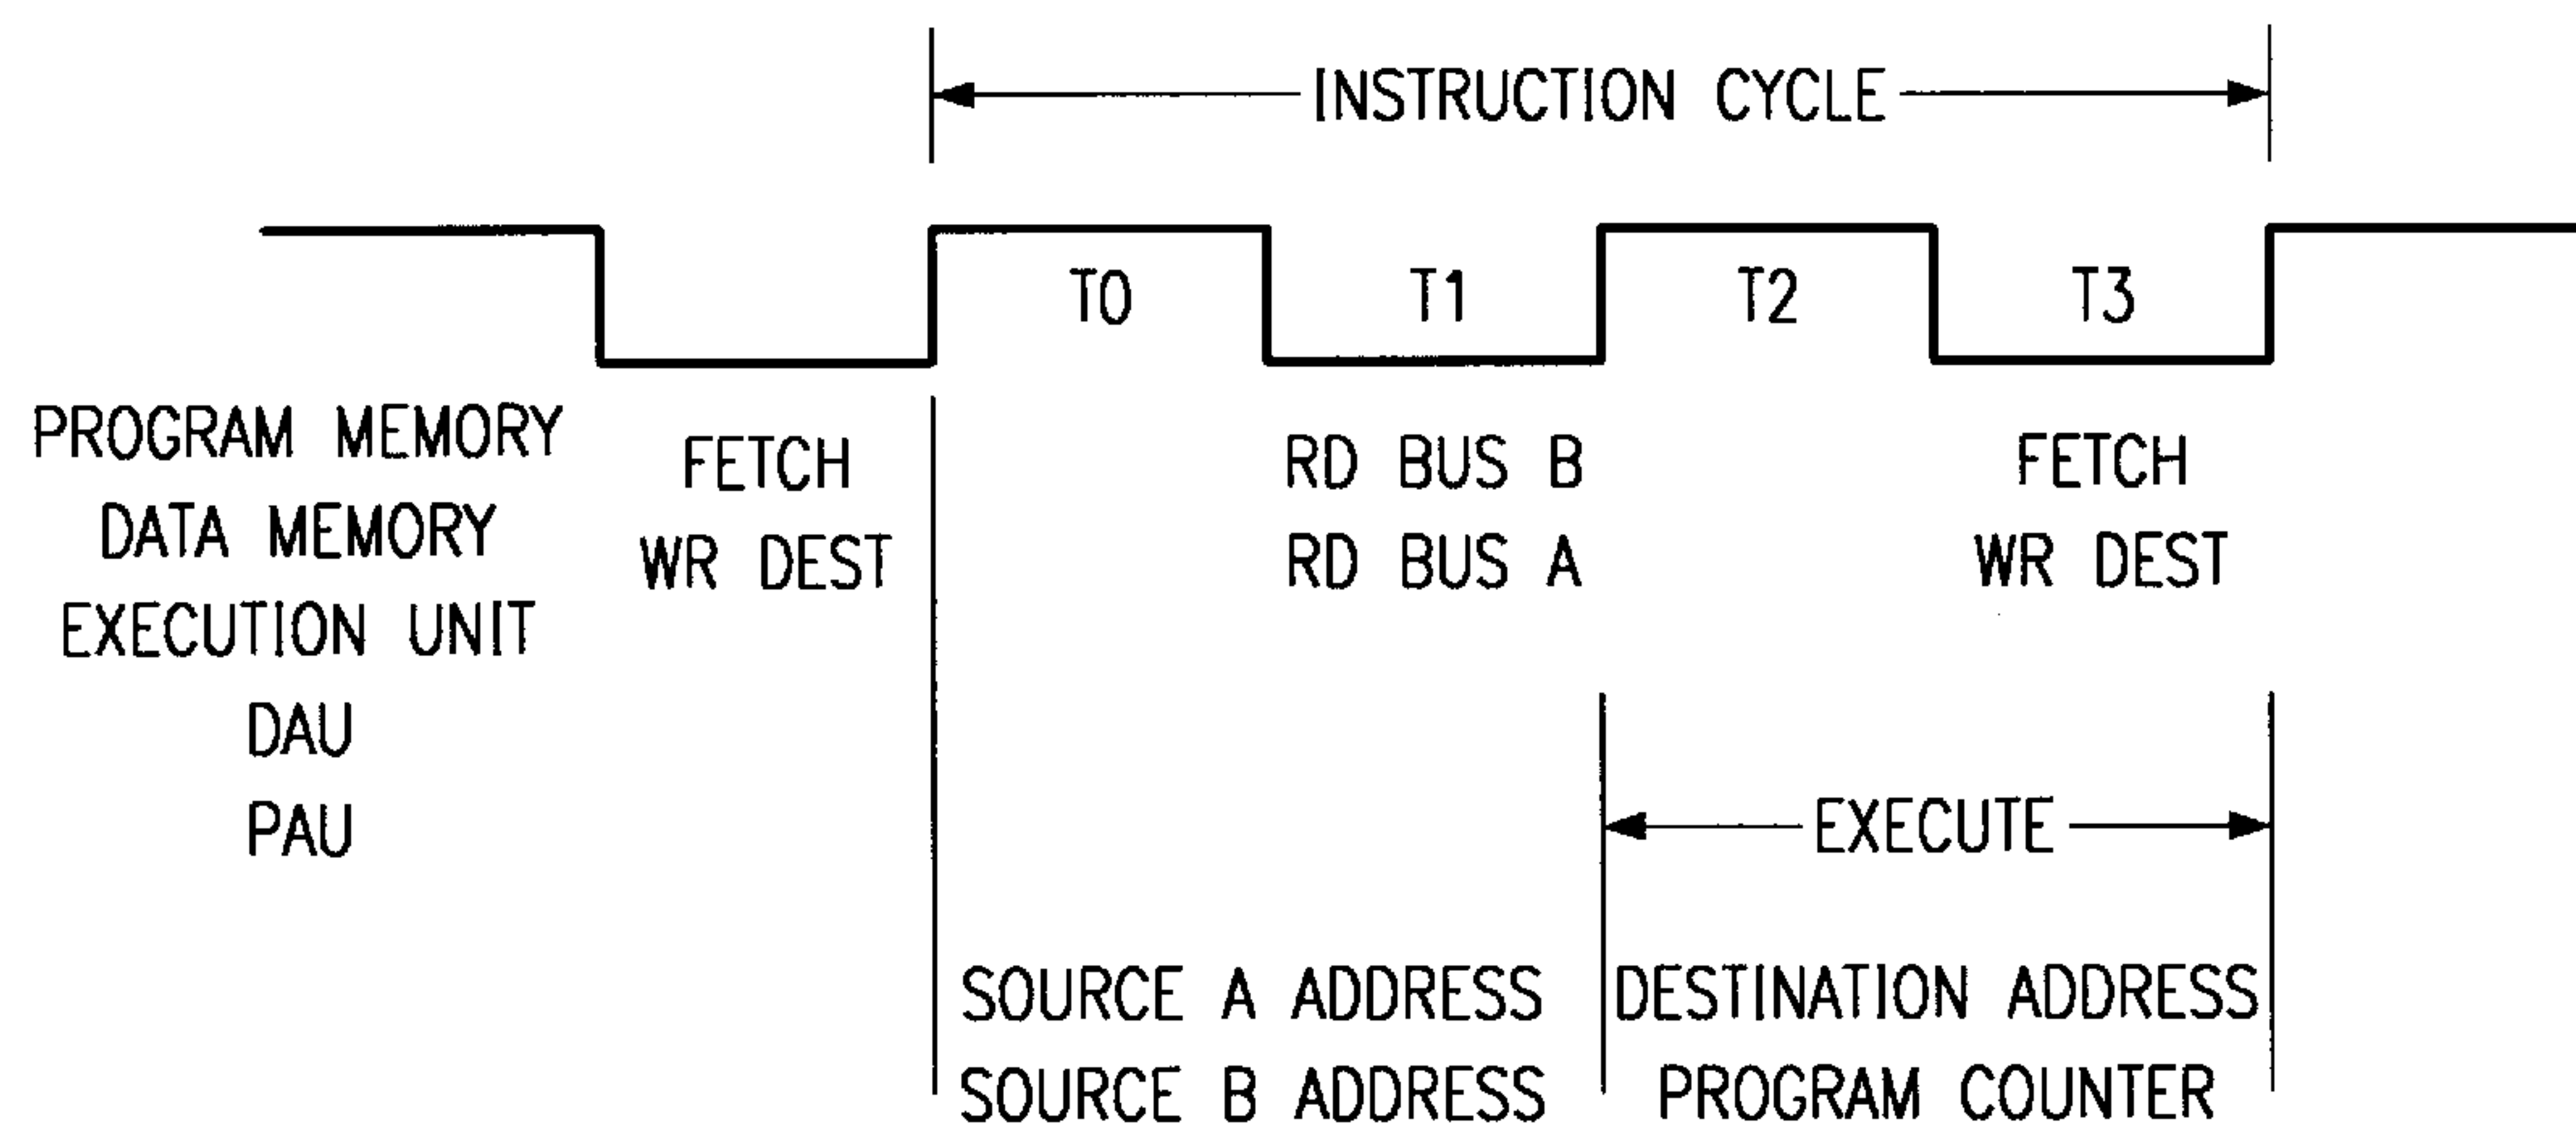 INSTRUCTION CYCLE
T0 T1 T2 T3
PROGRAM MEMORY FETCH RD BUS B FETCH
DATA MEMORY WR DEST RD BUS A WR DEST
EXECUTION UNIT
DAU
PAU EXECUTE
SOURCE A ADDRESS DESTINATION ADDRESS
SOURCE B ADDRESS PROGRAM COUNTER